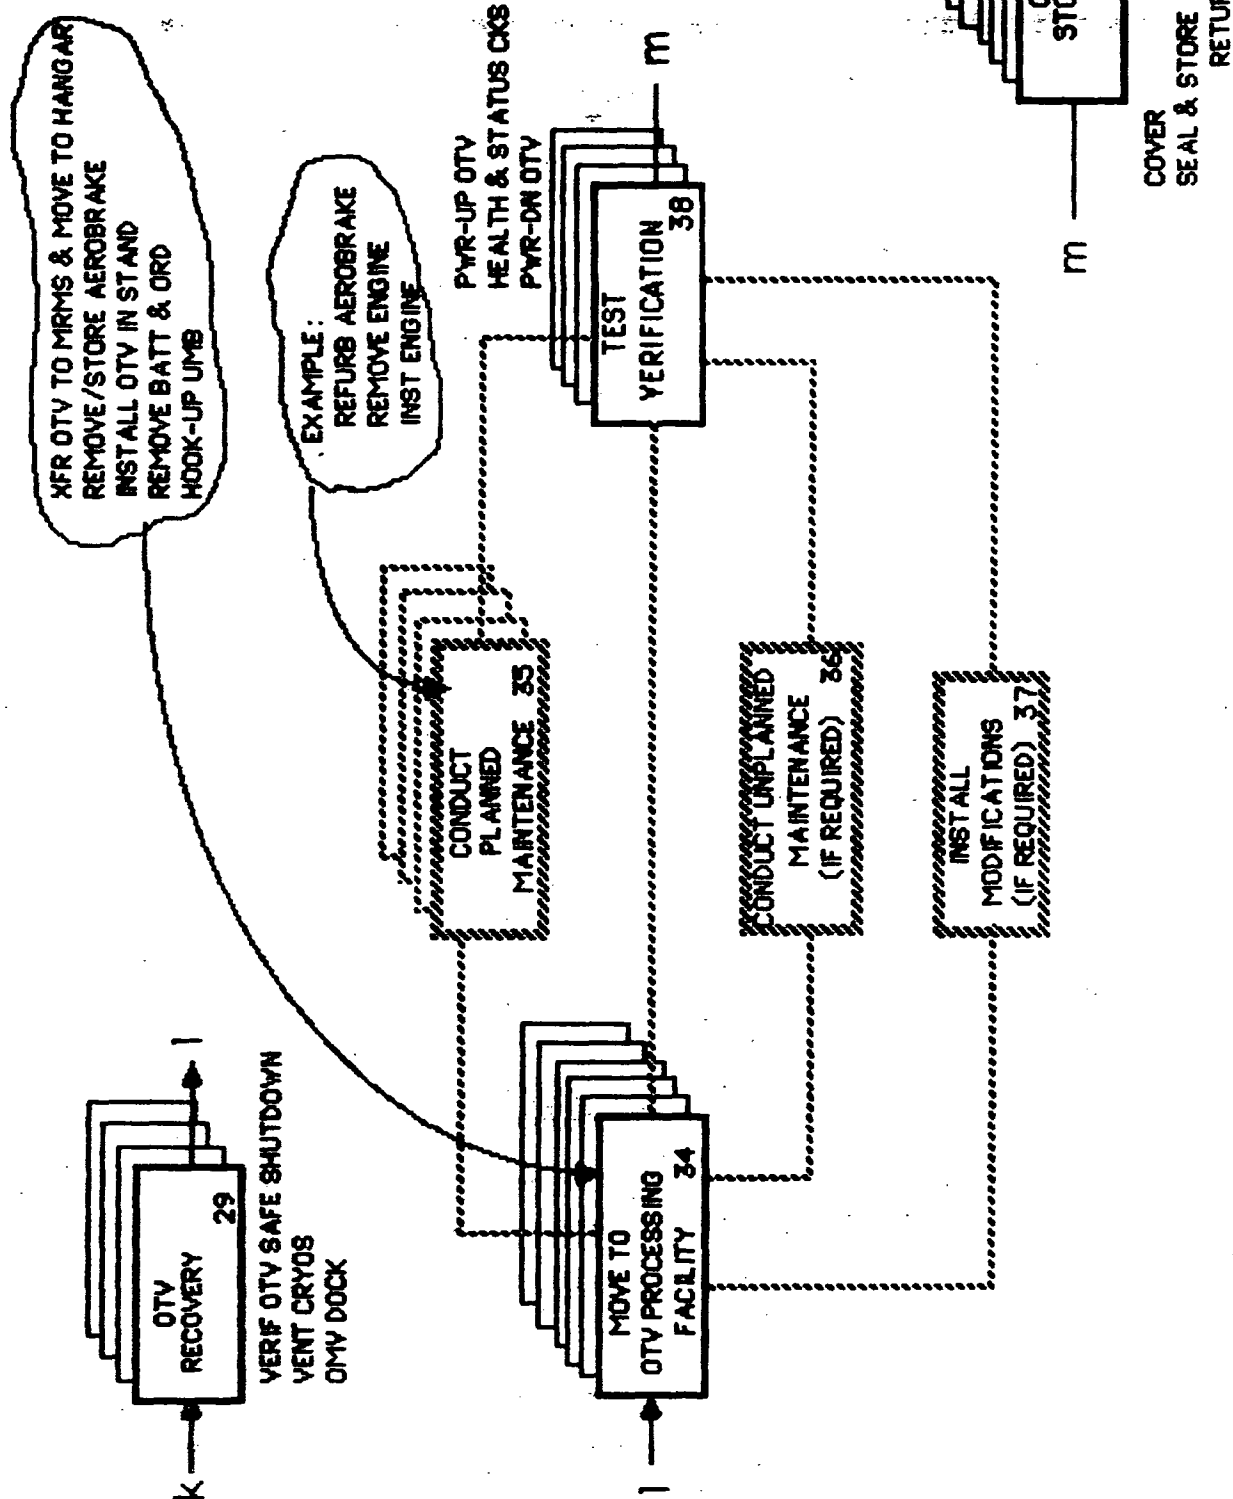 XFR OTV TO MRMS & MOVE TO HANGAR
REMOVE/STORE AEROBRAKE
INSTALL OTV IN STAND
REMOVE BATT & ORD
HOOK-UP UMB
k
OTV
RECOVERY
29
l
VERIF OTV SAFE SHUTDOWN
VENT CRYOS
OMV DOCK
EXAMPLE:
REFURB AEROBRAKE
REMOVE ENGINE
INST ENGINE
PWR-UP OTV
HEALTH & STATUS CKS
PWR-DN OTV
CONDUCT
PLANNED
MAINTENANCE 35
l
MOVE TO
OTV PROCESSING
FACILITY 34
TEST
VERIFICATION
38
m
CONDUCT UNPLANNED
MAINTENANCE
(IF REQUIRED) 36
INSTALL
MODIFICATIONS
(IF REQUIRED) 37
m
COVER
SEAL & STORE